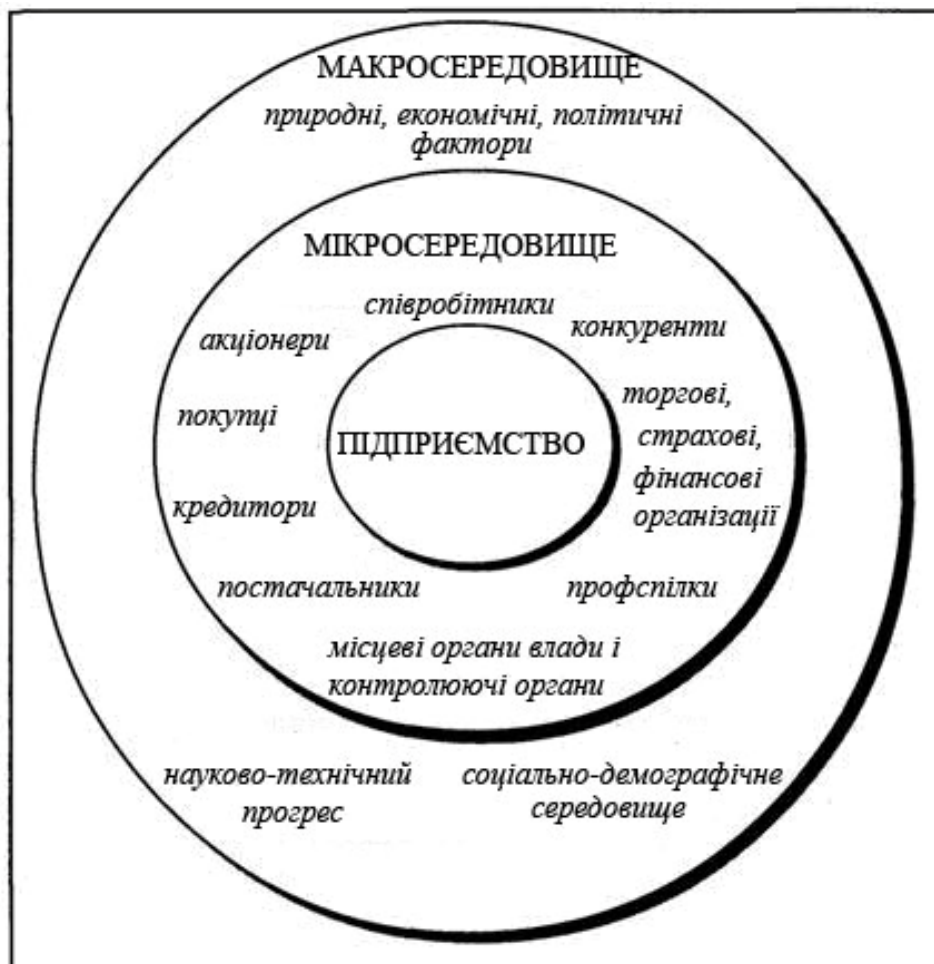 МАКРОСЕРЕДОВИЩЕ
природні, економічні, політичні
фактори
МІКРОСЕРЕДОВИЩЕ
співробітники
акціонери
конкуренти
покупці
торгові,
страхові,
фінансові
організації
ПІДПРИЄМСТВО
кредитори
постачальники
профспілки
місцеві органи влади і
контролюючі органи
науково-технічний
прогрес
соціально-демографічне
середовище